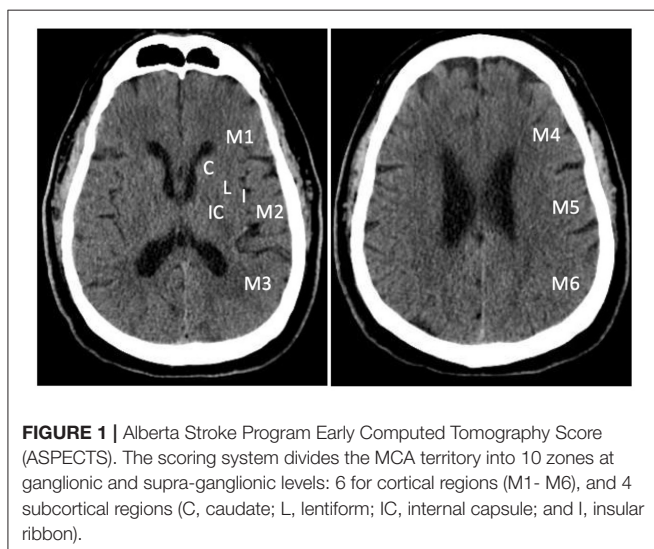 M1
C
L
I
IC
M2
M3
M4
M5
M6
FIGURE 1 | Alberta Stroke Program Early Computed Tomography Score
(ASPECTS). The scoring system divides the MCA territory into 10 zones at
ganglionic and supra-ganglionic levels: 6 for cortical regions (M1- M6), and 4
subcortical regions (C, caudate; L, lentiform; IC, internal capsule; and I, insular
ribbon).